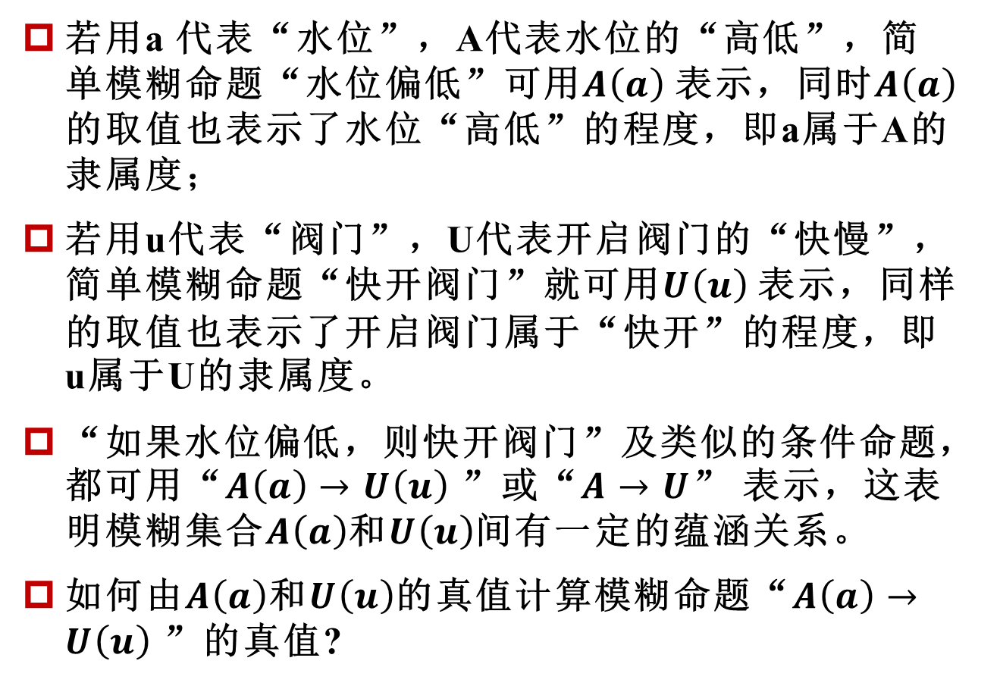 若用a 代表“水位”，A代表水位的“高低”，简
单模糊命题“水位偏低”可用A(a) 表示，同时A(a)
的取值也表示了水位“高低”的程度，即a属于A的
隶属度；
若用u代表“阀门”，U代表开启阀门的“快慢”，
简单模糊命题“快开阀门”就可用U(u) 表示，同样
的取值也表示了开启阀门属于“快开”的程度，即
u属于U的隶属度。
“如果水位偏低，则快开阀门”及类似的条件命题，
都可用“A(a) → U(u) ”或“A → U” 表示，这表
明模糊集合A(a)和U(u)间有一定的蕴涵关系。
如何由A(a)和U(u)的真值计算模糊命题“A(a) →
U(u) ”的真值?